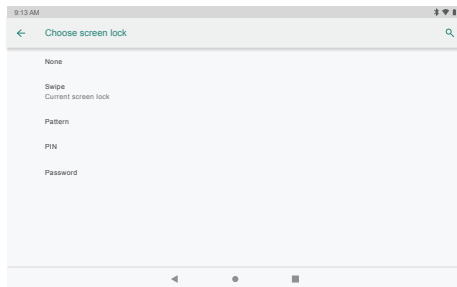 9:13 AM
Choose screen lock
None
Swipe
Current screen lock
Pattern
PIN
Password